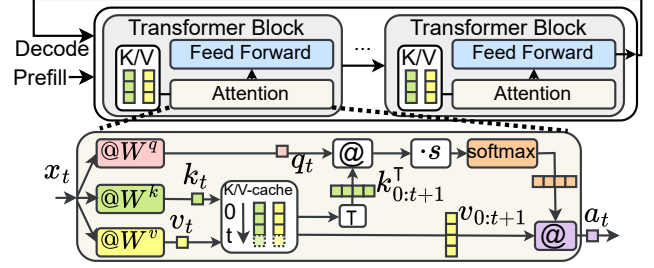 Transformer Block
Transformer Block
Decode
K/V
Feed Forward
...
K/V
Feed Forward
Prefill
Attention
Attention
x_t
@W^q
q_t
@
·s
softmax
@W^k
k_t
K/V-cache
k^⊤_{0:t+1}
0
T
@W^v
v_t
t
v_{0:t+1}
@
a_t